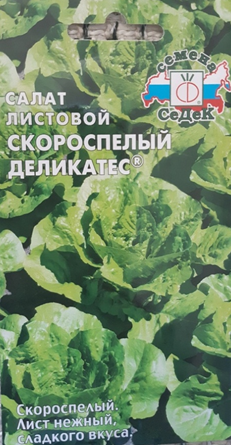 семена
СеДеК
САЛАТ
ЛИСТОВОЙ
СКОРОСПЕЛЫЙ
ДЕЛИКАТЕС®
Скороспелый.
Лист нежный,
сладкого вкуса.